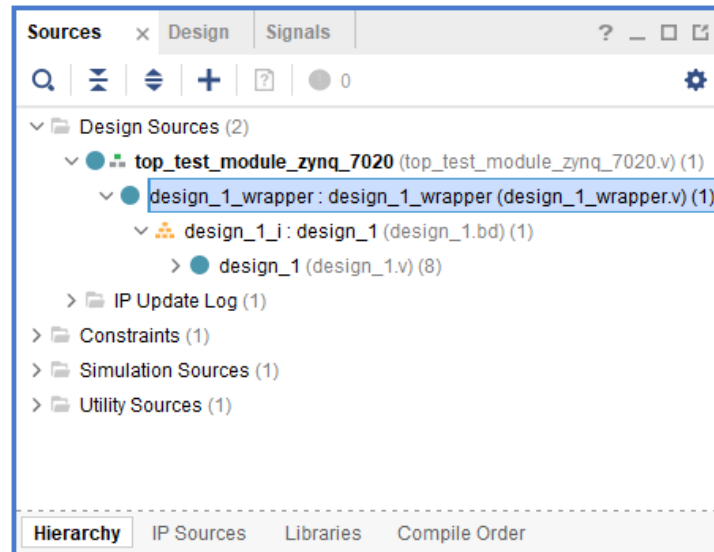 Sources × Design Signals ?
0
Design Sources (2)
top_test_module_zynq_7020 (top_test_module_zynq_7020.v) (1)
design_1_wrapper : design_1_wrapper (design_1_wrapper.v) (1)
design_1_i : design_1 (design_1.bd) (1)
design_1 (design_1.v) (8)
IP Update Log (1)
Constraints (1)
Simulation Sources (1)
Utility Sources (1)
Hierarchy IP Sources Libraries Compile Order